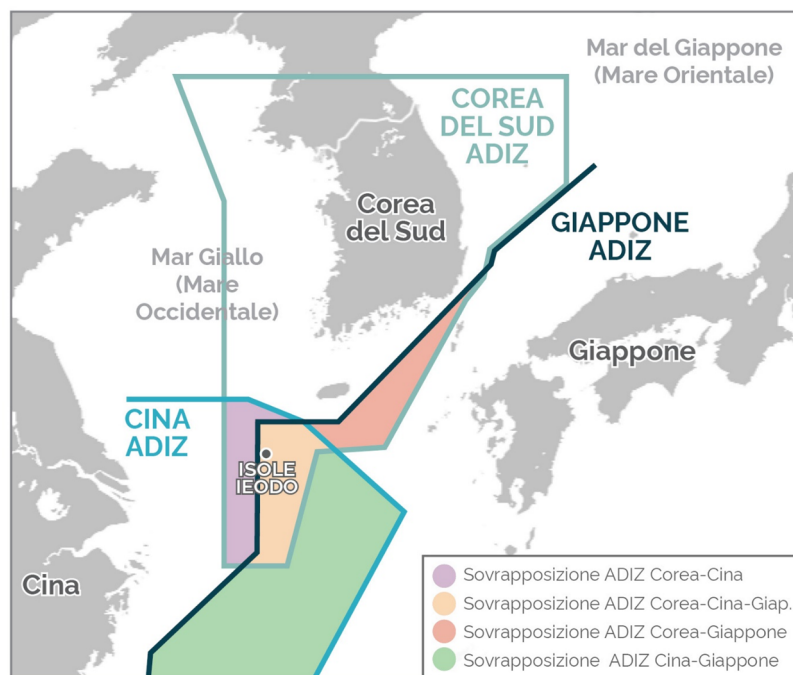 Mar del Giappone
(Mare Orientale)
COREA
DEL SUD
ADIZ
Corea
del Sud
GIAPPONE
ADIZ
Mar Giallo
(Mare
Occidentale)
Giappone
CINA
ADIZ
ISOLE
IEODO
Cina
Sovrapposizione ADIZ Corea-Cina
Sovrapposizione ADIZ Corea-Cina-Giap.
Sovrapposizione ADIZ Corea-Giappone
Sovrapposizione ADIZ Cina-Giappone